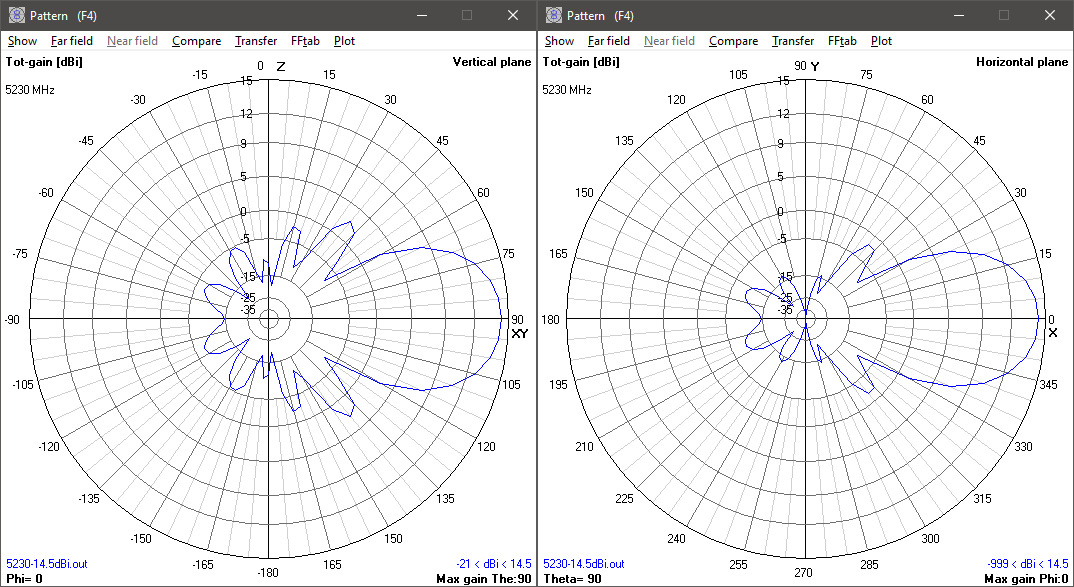 Pattern (F4)
Show Far field Near field Compare Transfer FFtab Plot
Tot-gain [dBi]
Vertical plane
5230 MHz
0 Z
-15 15
-30 30
-45 45
-60 60
-75 75
-90 90
XY
-105 105
-120 120
-135 135
-150 150
-165 165
-180
15
12
9
5
0
-5
-15
-25
-35
5230-14.5dBi.out
-21 < dBi < 14.5
Phi= 0
Max gain The:90
Pattern (F4)
Show Far field Near field Compare Transfer FFtab Plot
Tot-gain [dBi]
Horizontal plane
5230 MHz
90 Y
105 75
120 60
135 45
150 30
165 15
180 0
X
195 345
210 330
225 315
240 300
255 285
270
15
12
9
5
0
-5
-15
-25
-35
5230-14.5dBi.out
-999 < dBi < 14.5
Theta= 90
Max gain Phi:0